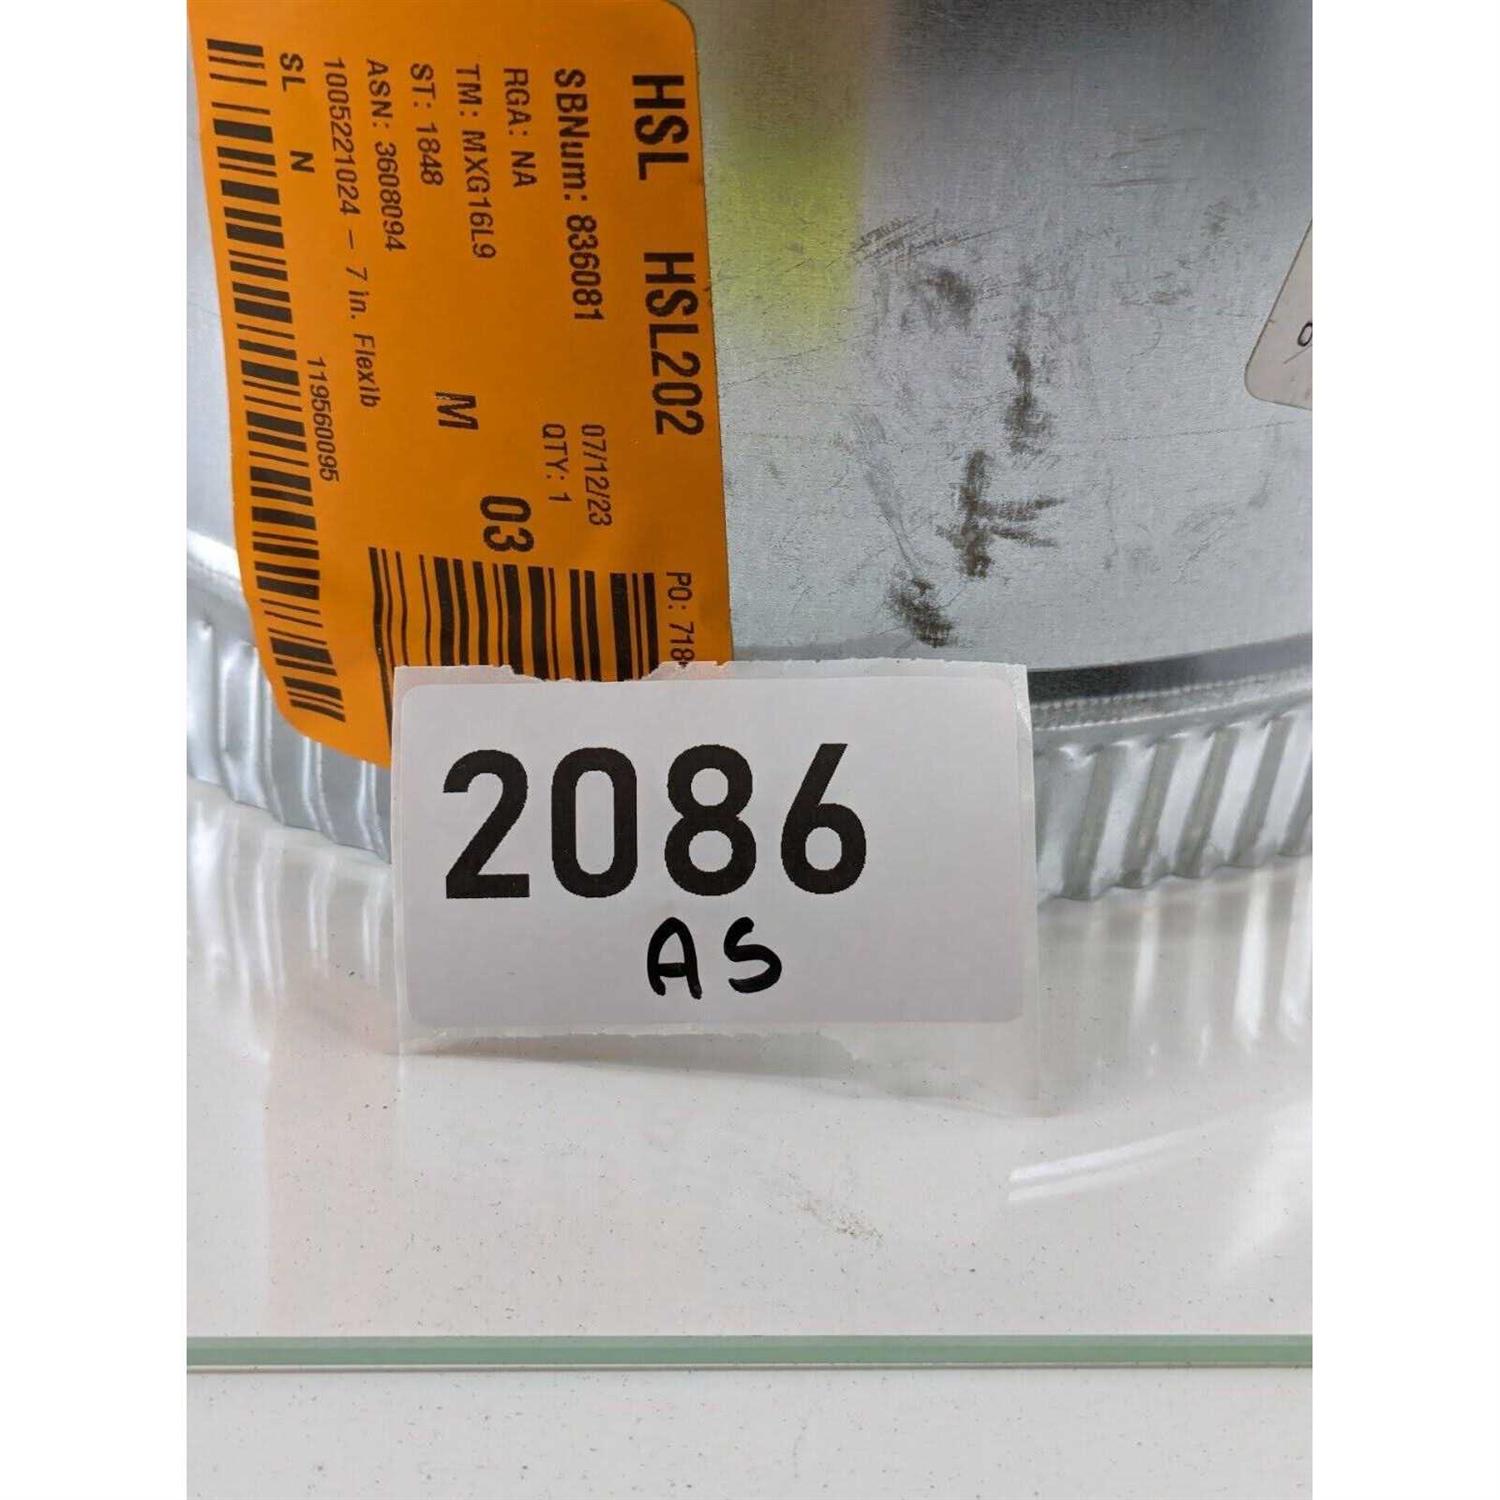 HSL HSL202
SBNum: 836081 07/12/23
RGA: NA QTY: 1
TM: MXG16L9 03
ST: 1848 M
ASN: 3608094
1005221024 - 7 in. Flexib
SL N 11956095
PO: 718
2086
AS